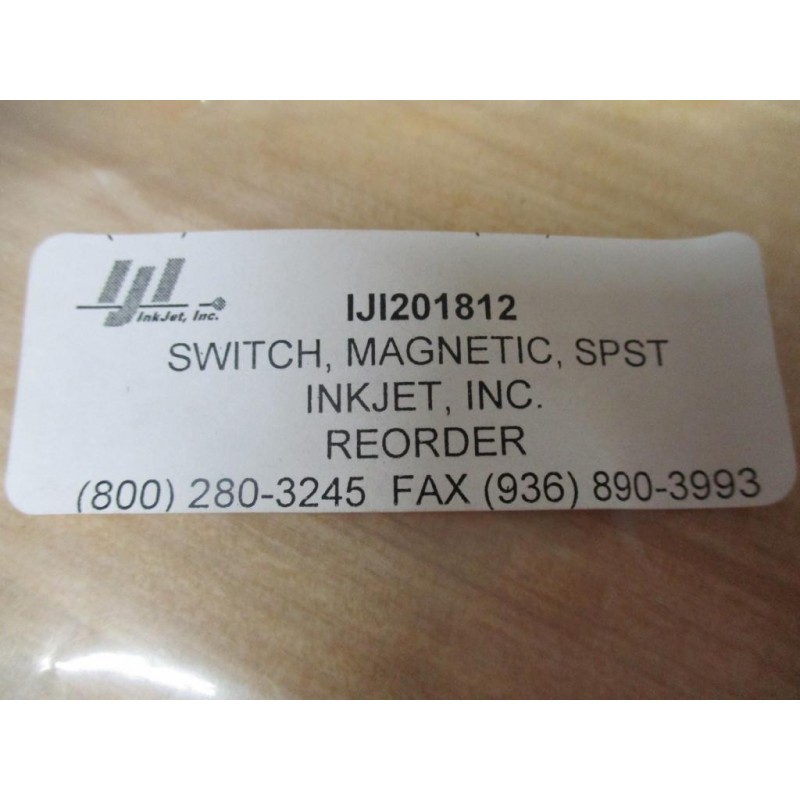 IJI
InkJet, Inc.
IJI201812
SWITCH, MAGNETIC, SPST
INKJET, INC.
REORDER
(800) 280-3245 FAX (936) 890-3993